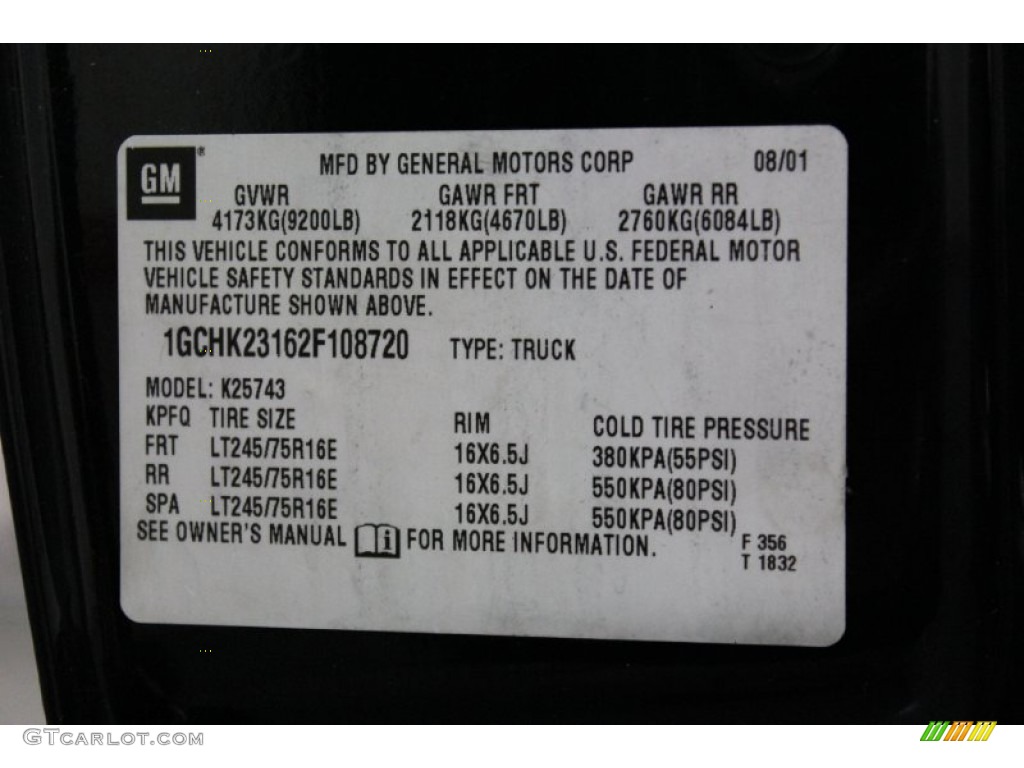 GM®
MFD BY GENERAL MOTORS CORP 08/01
GVWR GAWR FRT GAWR RR
4173KG(9200LB) 2118KG(4670LB) 2760KG(6084LB)
THIS VEHICLE CONFORMS TO ALL APPLICABLE U.S. FEDERAL MOTOR
VEHICLE SAFETY STANDARDS IN EFFECT ON THE DATE OF
MANUFACTURE SHOWN ABOVE.
1GCHK23162F108720 TYPE: TRUCK
MODEL: K25743
KPFQ TIRE SIZE RIM COLD TIRE PRESSURE
FRT LT245/75R16E 16X6.5J 380KPA(55PSI)
RR LT245/75R16E 16X6.5J 550KPA(80PSI)
SPA LT245/75R16E 16X6.5J 550KPA(80PSI)
SEE OWNER'S MANUAL i FOR MORE INFORMATION.
F 356
T 1832
GTCARLOT.COM